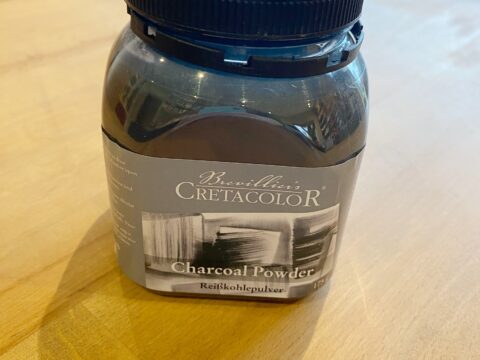 Brevillier's
CRETACOLOR®
Charcoal Powder
Reißkohlepulver